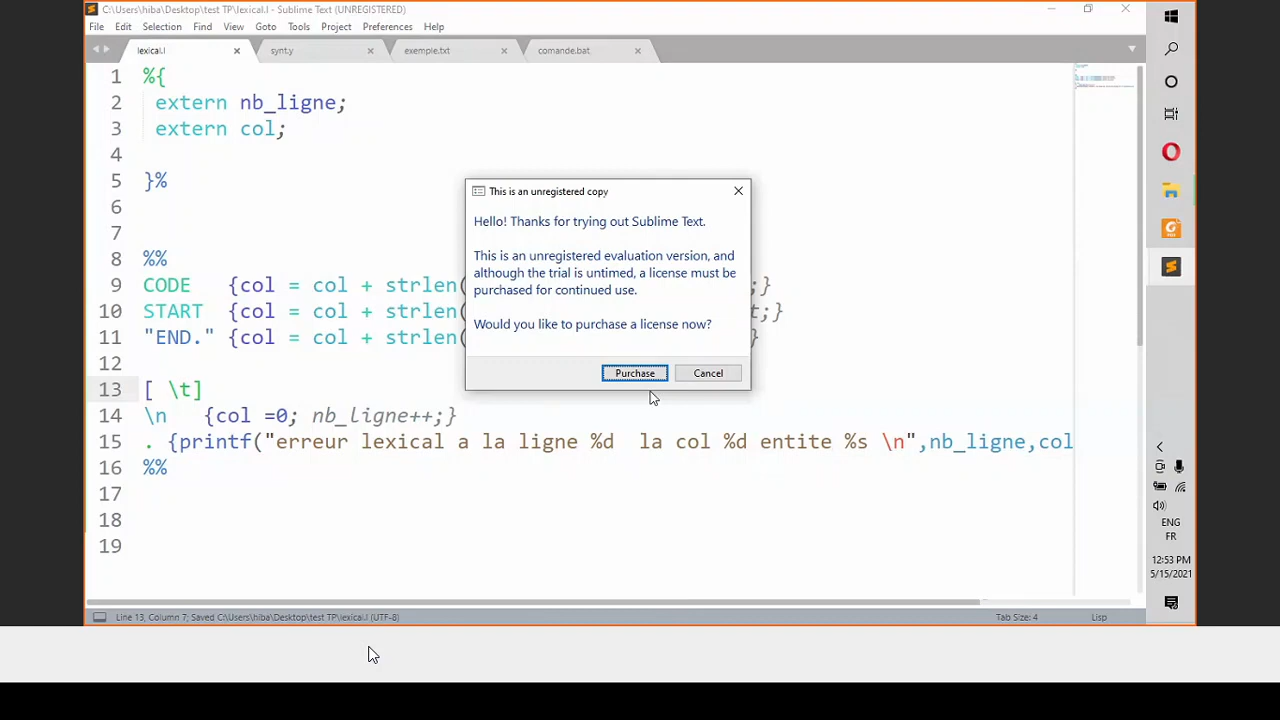 C:\Users\hiba\Desktop\test TP\lexical.l - Sublime Text (UNREGISTERED)
File Edit Selection Find View Goto Tools Project Preferences Help
lexical.l synt.y exemple.txt comande.bat
1 %{
2 extern nb_ligne;
3 extern col;
4
5 }%
6
7
8 %%
9 CODE {col = col + strlen( ;}
10 START {col = col + strlen( t;}
11 "END." {col = col + strlen( }
12
13 [ \t]
14 \n {col =0; nb_ligne++;}
15 . {printf("erreur lexical a la ligne %d la col %d entite %s \n",nb_ligne,col
16 %%
17
18
19
This is an unregistered copy
Hello! Thanks for trying out Sublime Text.
This is an unregistered evaluation version, and
although the trial is untimed, a license must be
purchased for continued use.
Would you like to purchase a license now?
Purchase Cancel
Line 13, Column 7; Saved C:\Users\hiba\Desktop\test TP\lexical.l (UTF-8)
Tab Size: 4 Lisp
ENG
FR
12:53 PM
5/15/2021